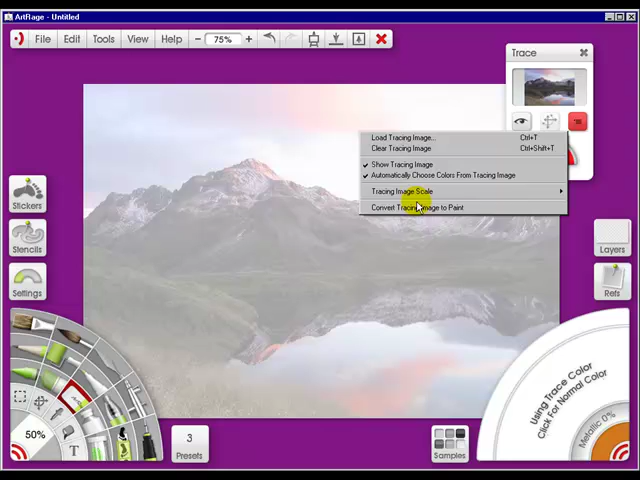 ArtRage - Untitled
File Edit Tools View Help - 75% +
Trace
Load Tracing Image... Ctrl+T
Clear Tracing Image Ctrl+Shift+T
Show Tracing Image
Automatically Choose Colors From Tracing Image
Tracing Image Scale
Convert Tracing Image to Paint
Stickers
Stencils
Settings
Layers
Refs
Using Trace Color
Click For Normal Color
Metallic 0%
50%
T
3
Presets
Samples